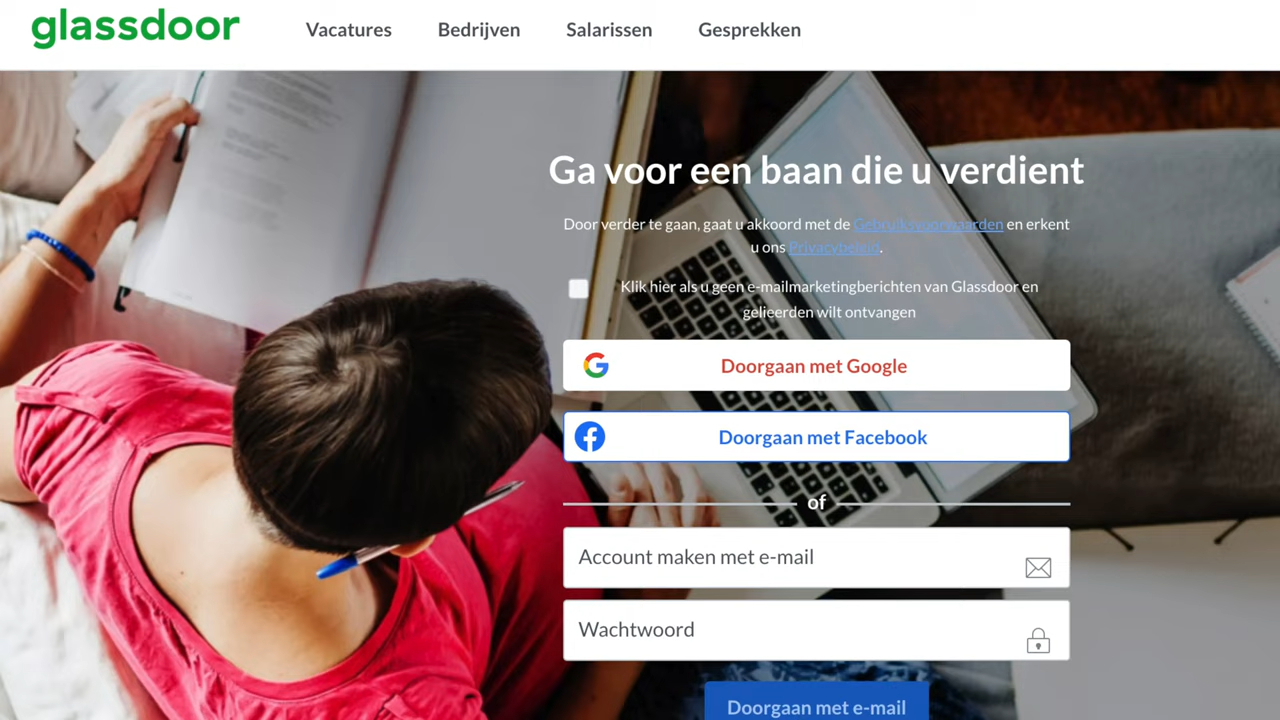 glassdoor
Vacatures
Bedrijven
Salarissen
Gesprekken
Ga voor een baan die u verdient
Door verder te gaan, gaat u akkoord met de Gebruiksvoorwaarden en erkent
u ons Privacybeleid.
Klik hier als u geen e-mailmarketingberichten van Glassdoor en
gelieerden wilt ontvangen
Doorgaan met Google
Doorgaan met Facebook
of
Account maken met e-mail
Wachtwoord
Doorgaan met e-mail